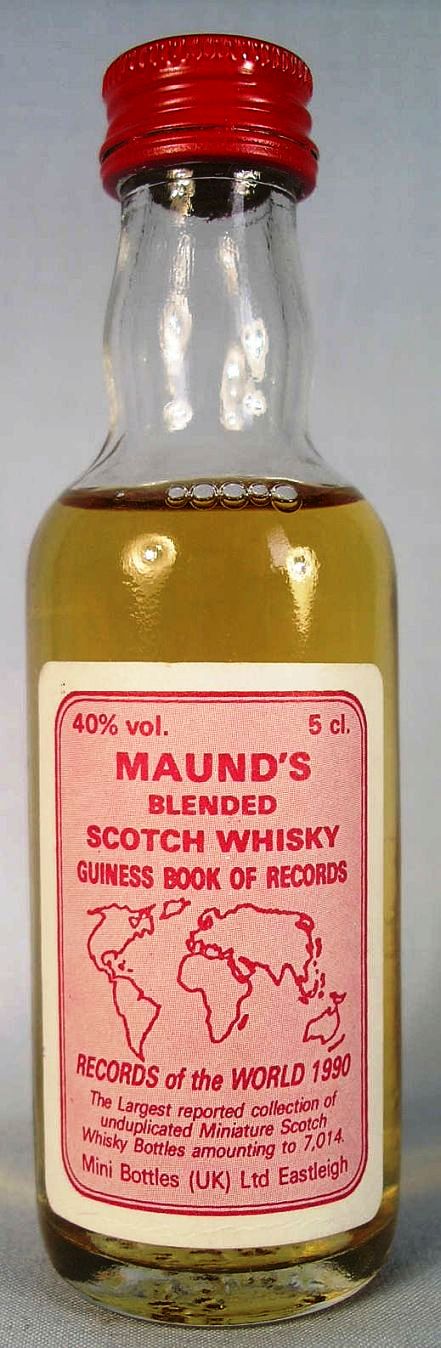 40% vol. 5 cl.
MAUND'S
BLENDED
SCOTCH WHISKY
GUINESS BOOK OF RECORDS
RECORDS of the WORLD 1990
The Largest reported collection of
unduplicated Miniature Scotch
Whisky Bottles amounting to 7,014.
Mini Bottles (UK) Ltd Eastleigh